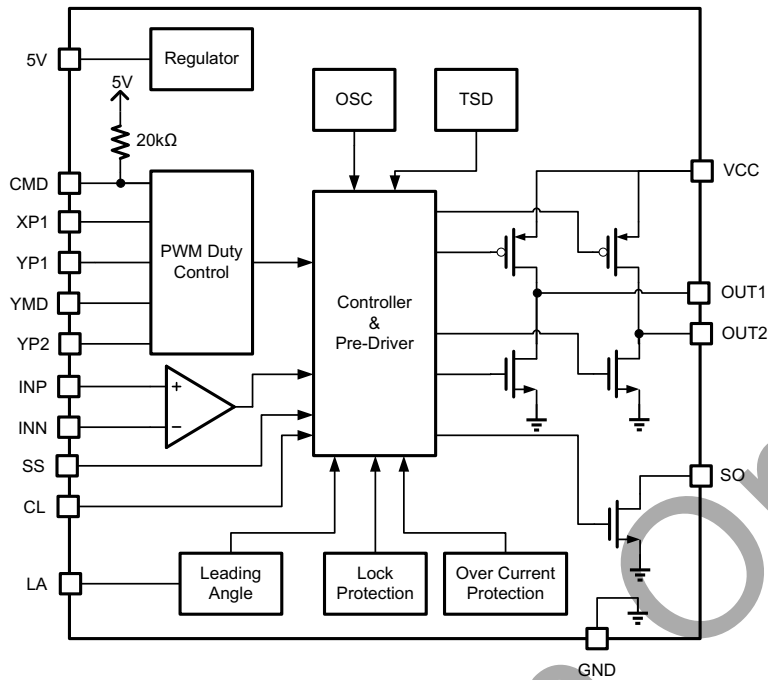 5V
Regulator
5V
20kΩ
OSC
TSD
CMD
XP1
YP1
YMD
YP2
INP
INN
SS
CL
LA
PWM Duty
Control
+
−
Controller
&
Pre-Driver
VCC
OUT1
OUT2
SO
Leading
Angle
Lock
Protection
Over Current
Protection
GND